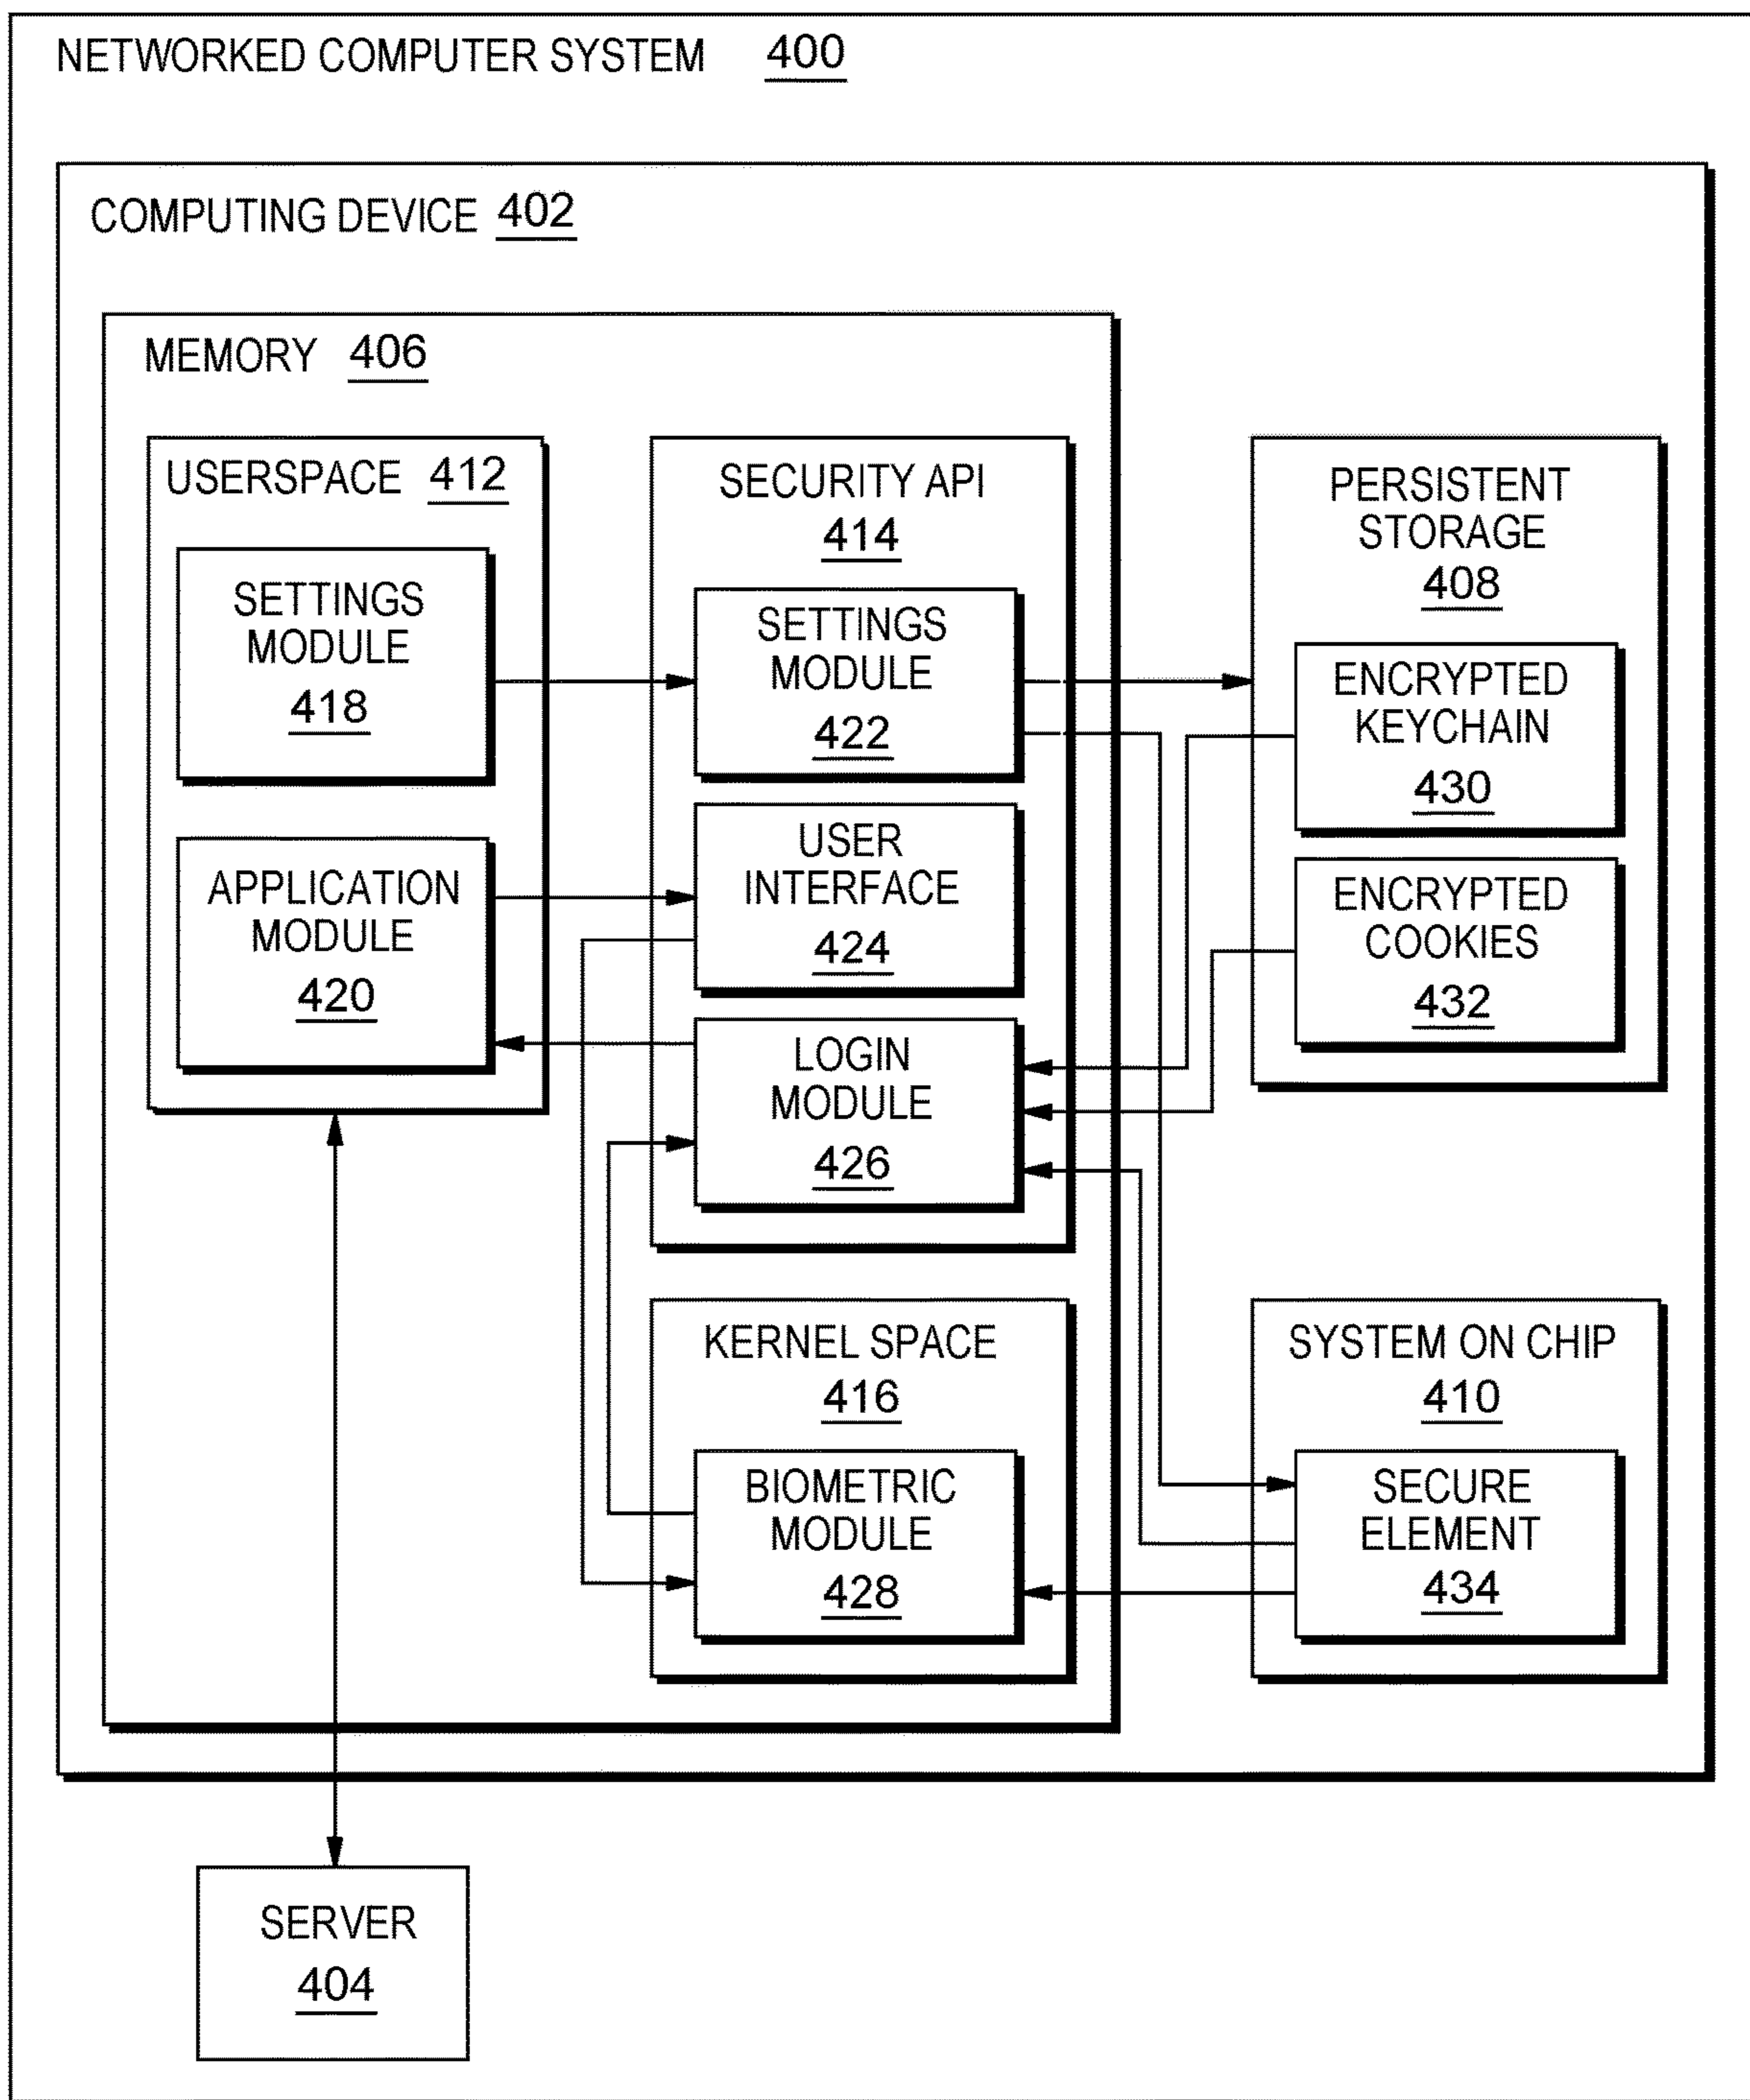 NETWORKED COMPUTER SYSTEM 400
COMPUTING DEVICE 402
MEMORY 406
USERSPACE 412
SETTINGS
MODULE
418
APPLICATION
MODULE
420
SECURITY API
414
SETTINGS
MODULE
422
USER
INTERFACE
424
LOGIN
MODULE
426
KERNEL SPACE
416
BIOMETRIC
MODULE
428
PERSISTENT
STORAGE
408
ENCRYPTED
KEYCHAIN
430
ENCRYPTED
COOKIES
432
SYSTEM ON CHIP
410
SECURE
ELEMENT
434
SERVER
404